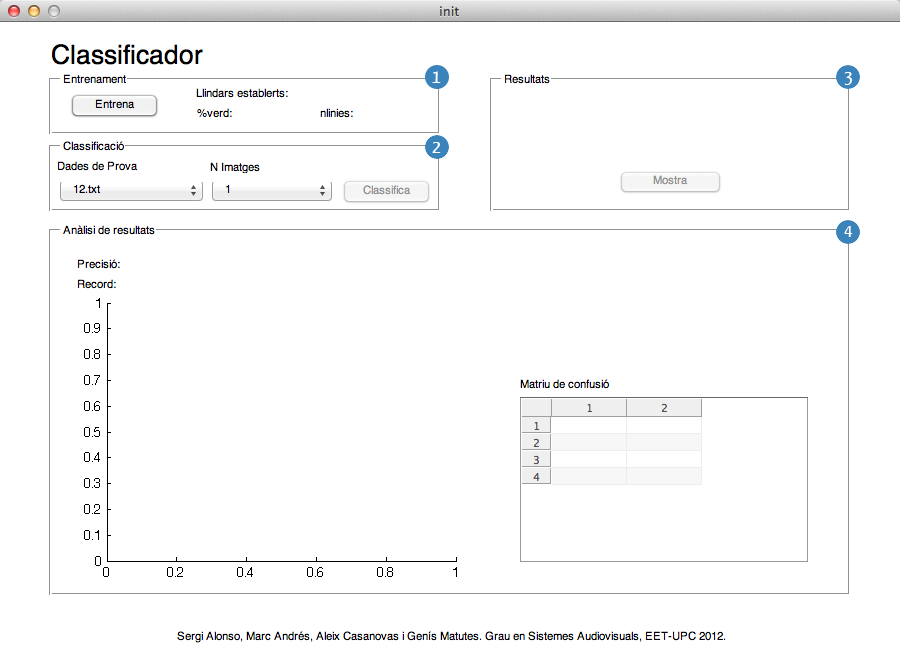 init
Classificador
Entrenament
1
Entrena
Llindars establerts:
%verd:
nlinies:
Classificació
2
Dades de Prova
N Imatges
12.txt
1
Classifica
Resultats
3
Mostra
Anàlisi de resultats
4
Precisió:
Record:
1
0.9
0.8
0.7
0.6
0.5
0.4
0.3
0.2
0.1
0
0 0.2 0.4 0.6 0.8 1
Matriu de confusió
1 2
1
2
3
4
Sergi Alonso, Marc Andrés, Aleix Casanovas i Genís Matutes. Grau en Sistemes Audiovisuals, EET-UPC 2012.